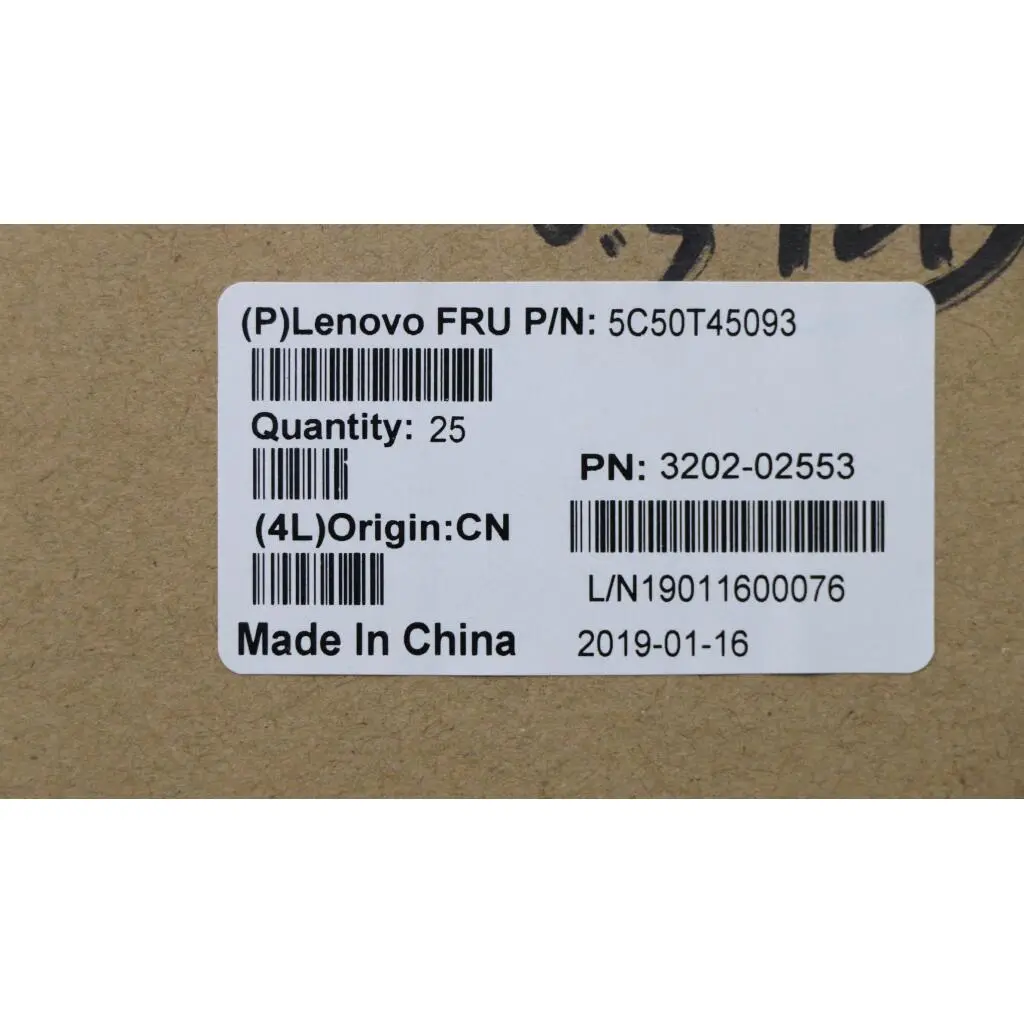 (P)Lenovo FRU P/N: 5C50T45093
Quantity: 25
PN: 3202-02553
(4L)Origin:CN
L/N19011600076
Made In China
2019-01-16